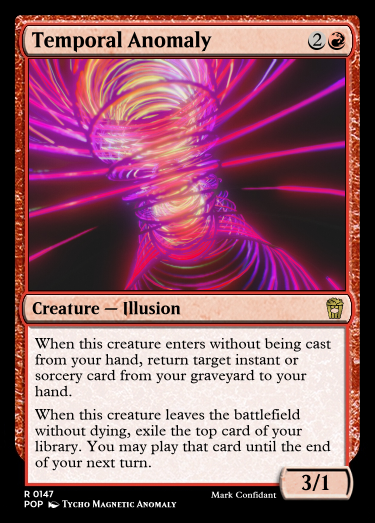 Temporal Anomaly 2
Creature — Illusion
When this creature enters without being cast
from your hand, return target instant or
sorcery card from your graveyard to your
hand.
When this creature leaves the battlefield
without dying, exile the top card of your
library. You may play that card until the end
of your next turn.
3/1
R 0147
POP Tycho Magnetic Anomaly
Mark Confidant